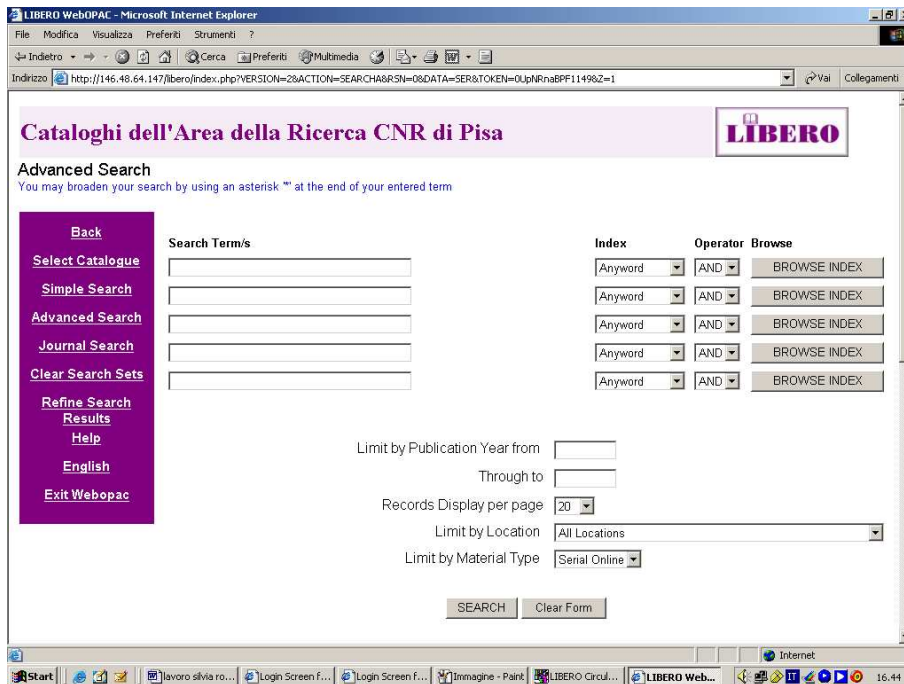 LIBERO WebOPAC - Microsoft Internet Explorer
File Modifica Visualizza Preferiti Strumenti ?
Indietro Cerca Preferiti Multimedia
Indirizzo http://146.48.64.147/libero/index.php?VERSION=2&ACTION=SEARCHA&RSN=0&DATA=SER&TOKEN=0UpNRnaBPF1149&Z=1 Vai Collegamenti
Cataloghi dell'Area della Ricerca CNR di Pisa
LIBERO
Advanced Search
You may broaden your search by using an asterisk '*' at the end of your entered term
Back
Select Catalogue
Simple Search
Advanced Search
Journal Search
Clear Search Sets
Refine Search
Results
Help
English
Exit Webopac
Search Term/s Index Operator Browse
Anyword AND BROWSE INDEX
Anyword AND BROWSE INDEX
Anyword AND BROWSE INDEX
Anyword AND BROWSE INDEX
Anyword AND BROWSE INDEX
Limit by Publication Year from
Through to
Records Display per page 20
Limit by Location All Locations
Limit by Material Type Serial Online
SEARCH Clear Form
Internet
Start lavoro silvia ro... Login Screen f... Login Screen f... Immagine - Paint LIBERO Circul... LIBERO Web... IT 16.44